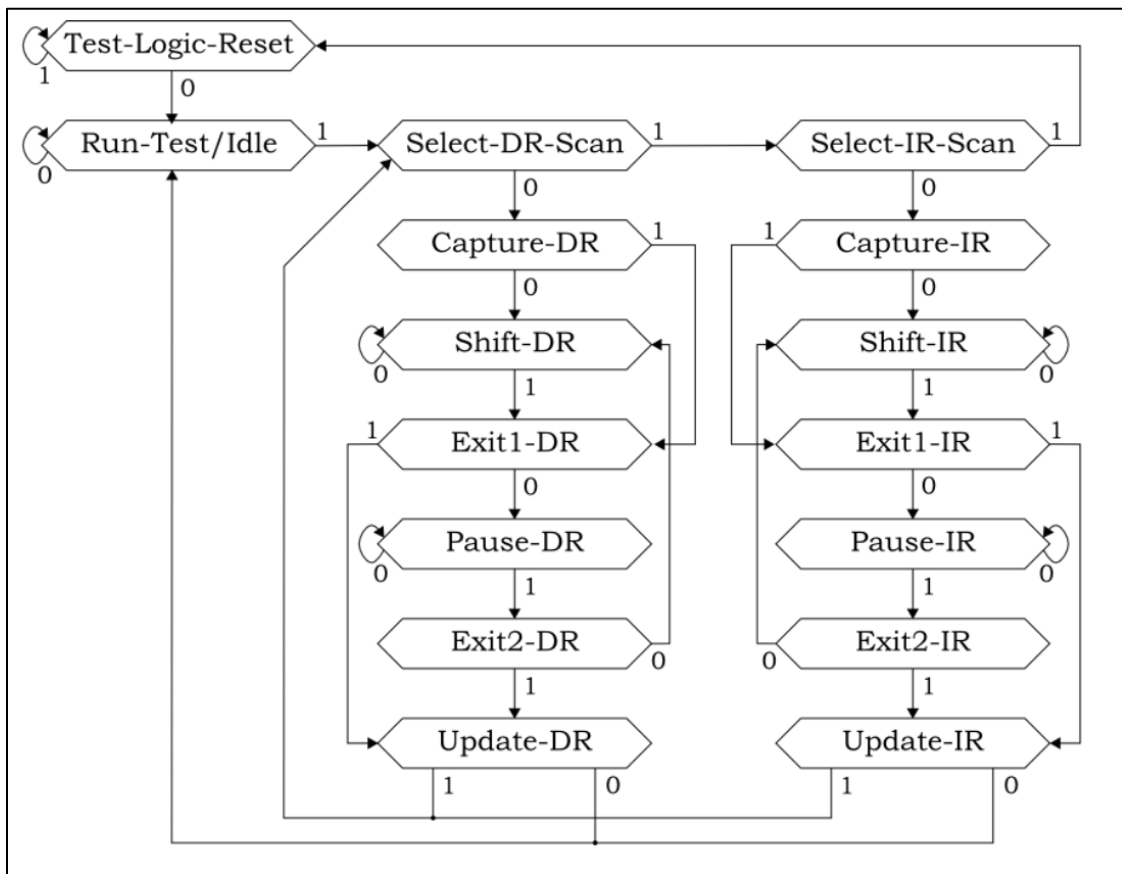 Test-Logic-Reset
1
0
Run-Test/Idle
1
0
Select-DR-Scan
1
0
Select-IR-Scan
1
0
Capture-DR
1
0
1
Capture-IR
0
Shift-DR
0
1
Shift-IR
0
1
1
Exit1-DR
0
Exit1-IR
1
0
Pause-DR
0
1
Pause-IR
0
1
Exit2-DR
0
1
Exit2-IR
0
1
Update-DR
1
0
Update-IR
1
0